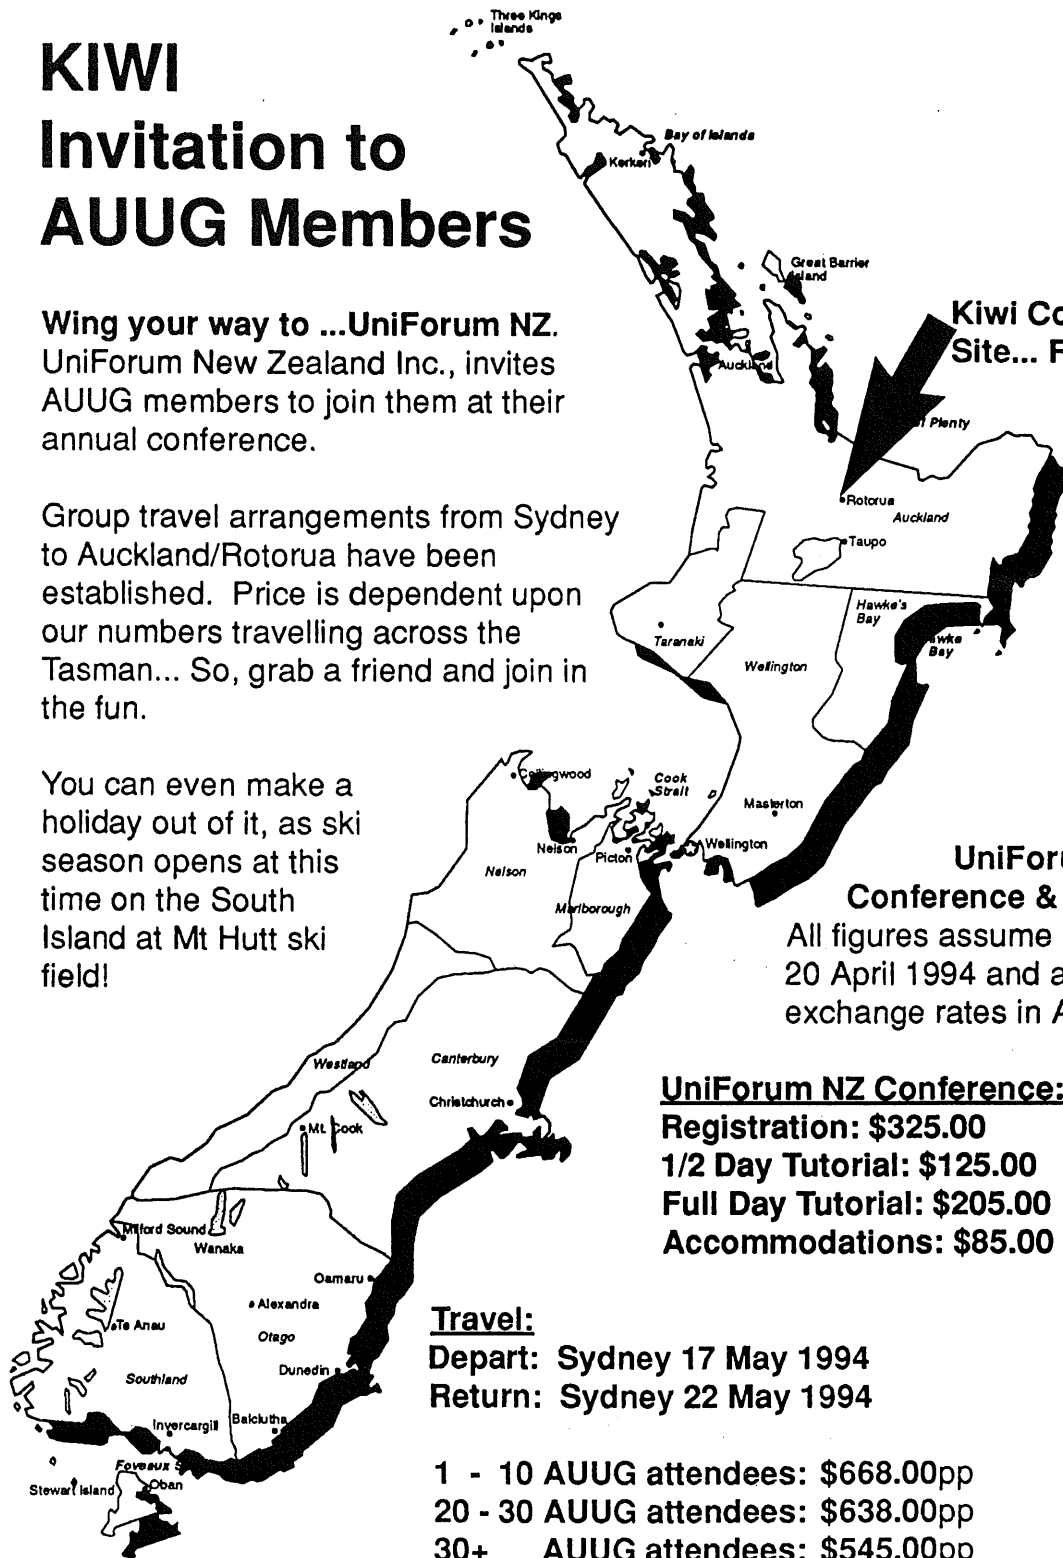 KIWI
Invitation to
AUUG Members
Wing your way to ...UniForum NZ.
UniForum New Zealand Inc., invites
AUUG members to join them at their
annual conference.
Group travel arrangements from Sydney
to Auckland/Rotorua have been
established. Price is dependent upon
our numbers travelling across the
Tasman... So, grab a friend and join in
the fun.
You can even make a
holiday out of it, as ski
season opens at this
time on the South
Island at Mt Hutt ski
field!
Three Kings
Islands
Bay of Islands
Kerkeri
Great Barrier
Island
Auckland
Kiwi Co
Site... F
of Plenty
Rotorua
Auckland
Taupo
Hawke's
Bay
Taranaki
Wellington
Bay
Collingwood
Cook
Strait
Masterton
Nelson
Picton
Wellington
Nelson
Marlborough
Westland
Canterbury
Christchurch
Mt. Cook
Milford Sound
Wanaka
Oamaru
Alexandra
Te Anau
Otago
Dunedin
Southland
Invercargill
Balclutha
Foveaux S
Stewart Island
Oban
UniForu
Conference &
All figures assume
20 April 1994 and a
exchange rates in A
UniForum NZ Conference:
Registration: $325.00
1/2 Day Tutorial: $125.00
Full Day Tutorial: $205.00
Accommodations: $85.00
Travel:
Depart: Sydney 17 May 1994
Return: Sydney 22 May 1994
1 - 10 AUUG attendees: $668.00pp
20 - 30 AUUG attendees: $638.00pp
30+ AUUG attendees: $545.00pp